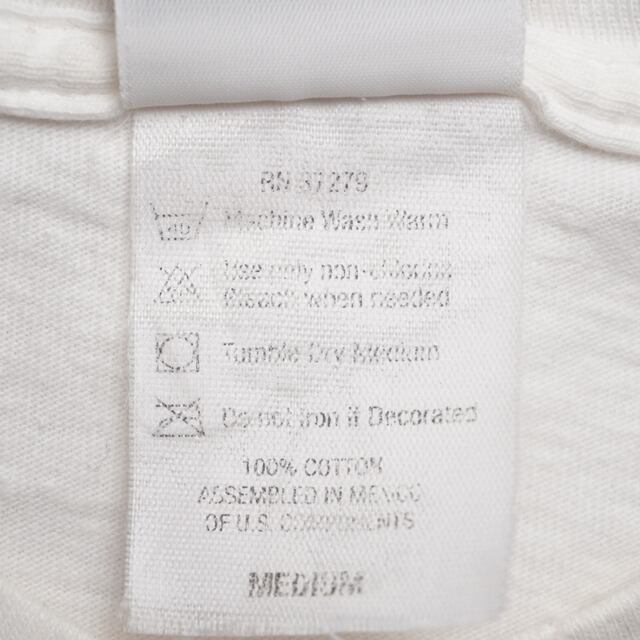 RN 37279
40 Machine Wash Warm
Use only non-chlorine
Bleach when needed
Tumble Dry Medium
Do not Iron if Decorated
100% COTTON
ASSEMBLED IN MEXICO
OF U.S. COMPONENTS
MEDIUM